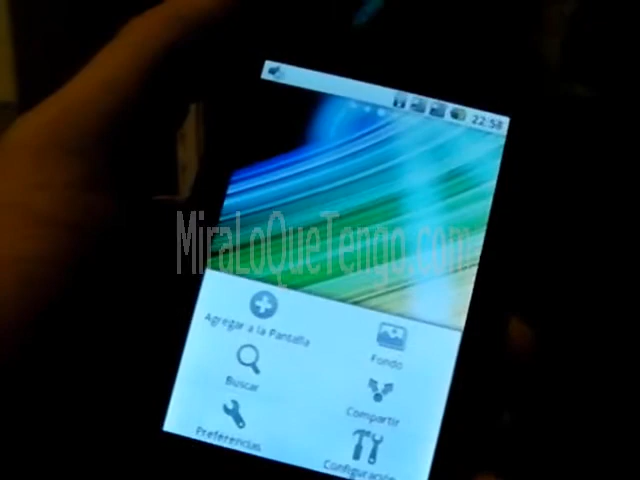 22:58
MiraLoQueTengo.com
Agregar a la Pantalla
Fondo
Buscar
Compartir
Preferencias
Configuración